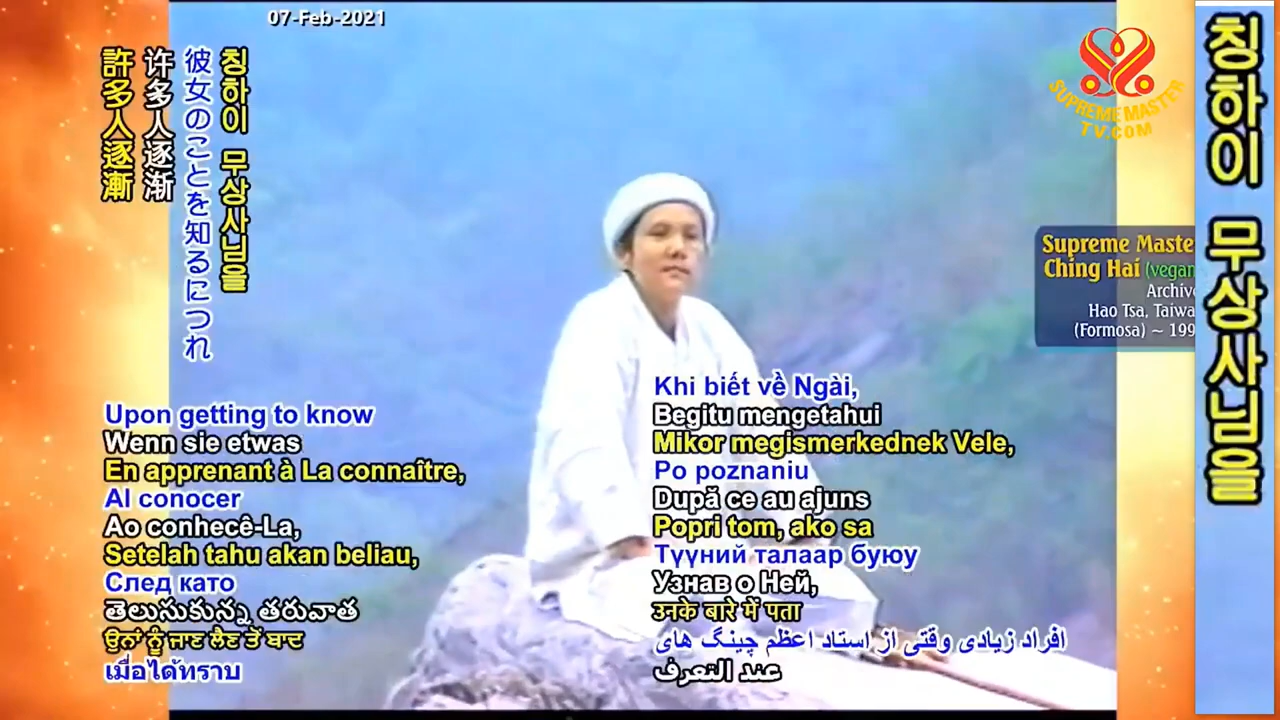 07-Feb-2021
칭하이 무상사님을
彼女のことを知るにつれ
许多人逐渐
許多人逐漸
SUPREME MASTER
TV.COM
칭하이 무상사님을
Supreme Maste
Ching Hai (vegan
Archive
Hao Tsa, Taiwa
(Formosa) ~ 199
Upon getting to know
Wenn sie etwas
En apprenant à La connaître,
Al conocer
Ao conhecê-La,
Setelah tahu akan beliau,
След като
తెలుసుకున్న తరువాత
ਉਨਾਂ ਨੂੰ ਜਾਣ ਲੈਣ ਤੋਂ ਬਾਦ
เมื่อได้ทราบ
Khi biết về Ngài,
Begitu mengetahui
Mikor megismerkednek Vele,
Po poznaniu
După ce au ajuns
Popri tom, ako sa
Түүний талаар буюу
Узнав о Ней,
उनके बारे में पता
افراد زیادی وقتی از استاد اعظم چینگ های
عند التعرف